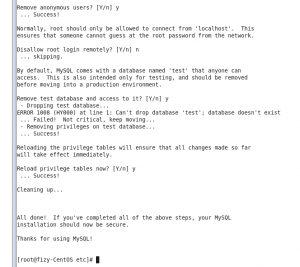 Remove anonymous users? [Y/n] y
 ... Success!
Normally, root should only be allowed to connect from 'localhost'.  This
ensures that someone cannot guess at the root password from the network.
Disallow root login remotely? [Y/n] n
 ... skipping.
By default, MySQL comes with a database named 'test' that anyone can
access.  This is also intended only for testing, and should be removed
before moving into a production environment.
Remove test database and access to it? [Y/n] y
 - Dropping test database...
ERROR 1008 (HY000) at line 1: Can't drop database 'test'; database doesn't exist
 ... Failed!  Not critical, keep moving...
 - Removing privileges on test database...
 ... Success!
Reloading the privilege tables will ensure that all changes made so far
will take effect immediately.
Reload privilege tables now? [Y/n] y
 ... Success!
Cleaning up...
All done!  If you've completed all of the above steps, your MySQL
installation should now be secure.
Thanks for using MySQL!
[root@fizy-CentOS etc]#